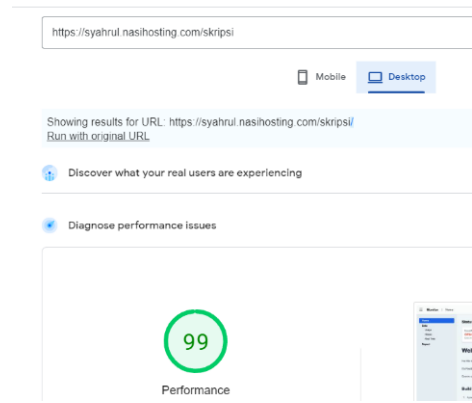 https://syahrul.nasihosting.com/skripsi
Mobile
Desktop
Showing results for URL: https://syahrul.nasihosting.com/skripsi/
Run with original URL
Discover what your real users are experiencing
Diagnose performance issues
99
Performance